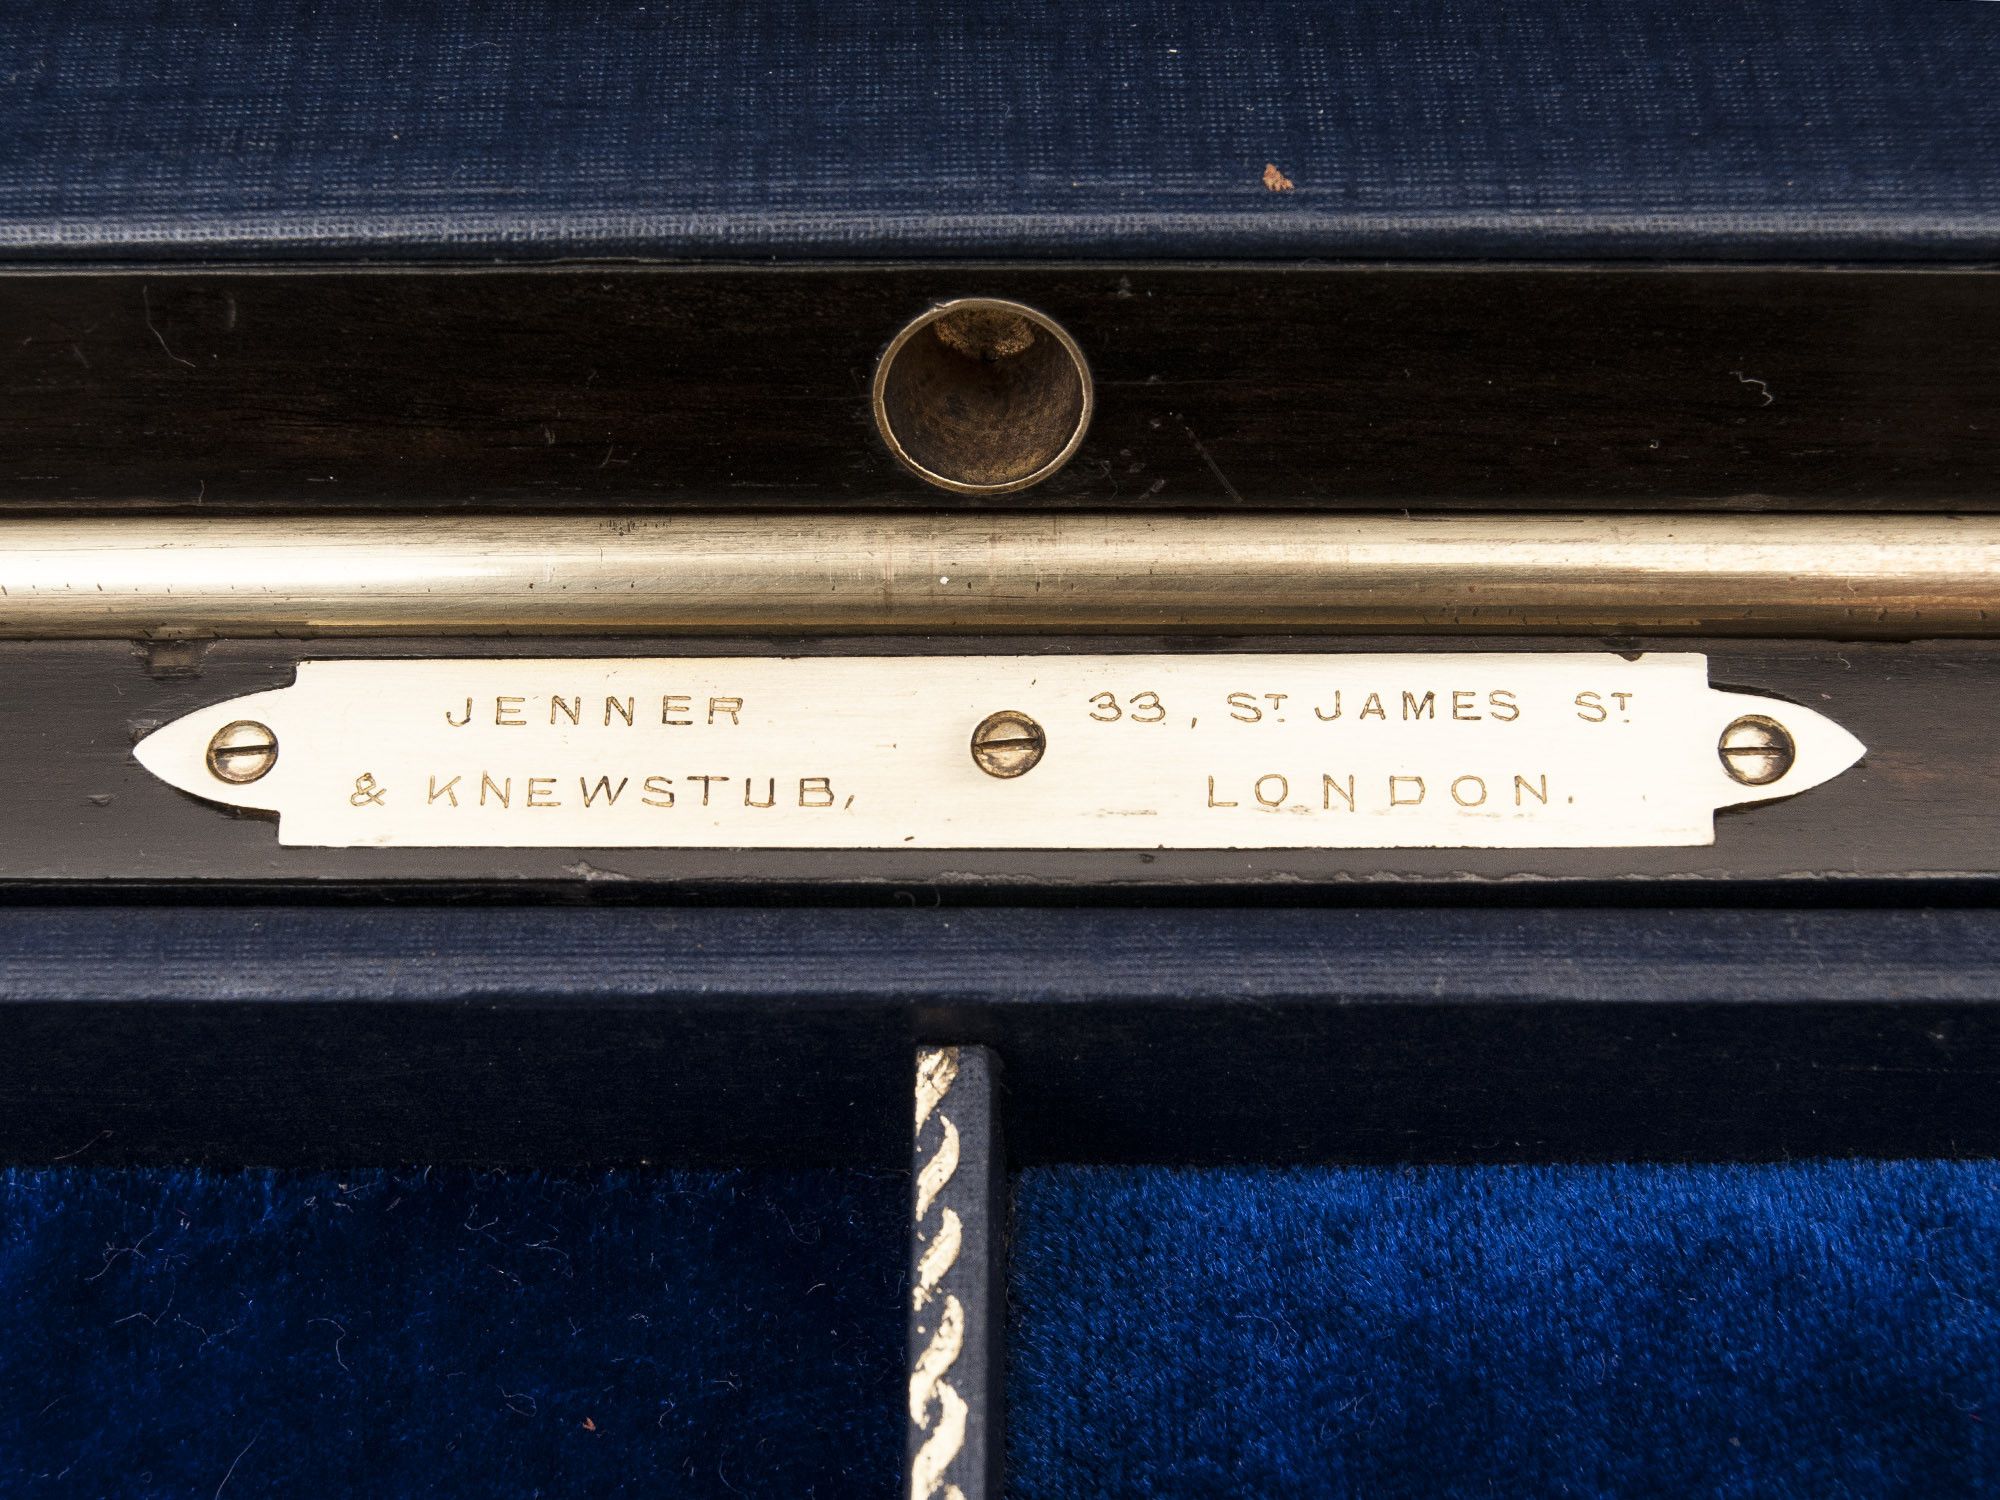 JENNER
& KNEWSTUB,
33, ST. JAMES ST.
LONDON.